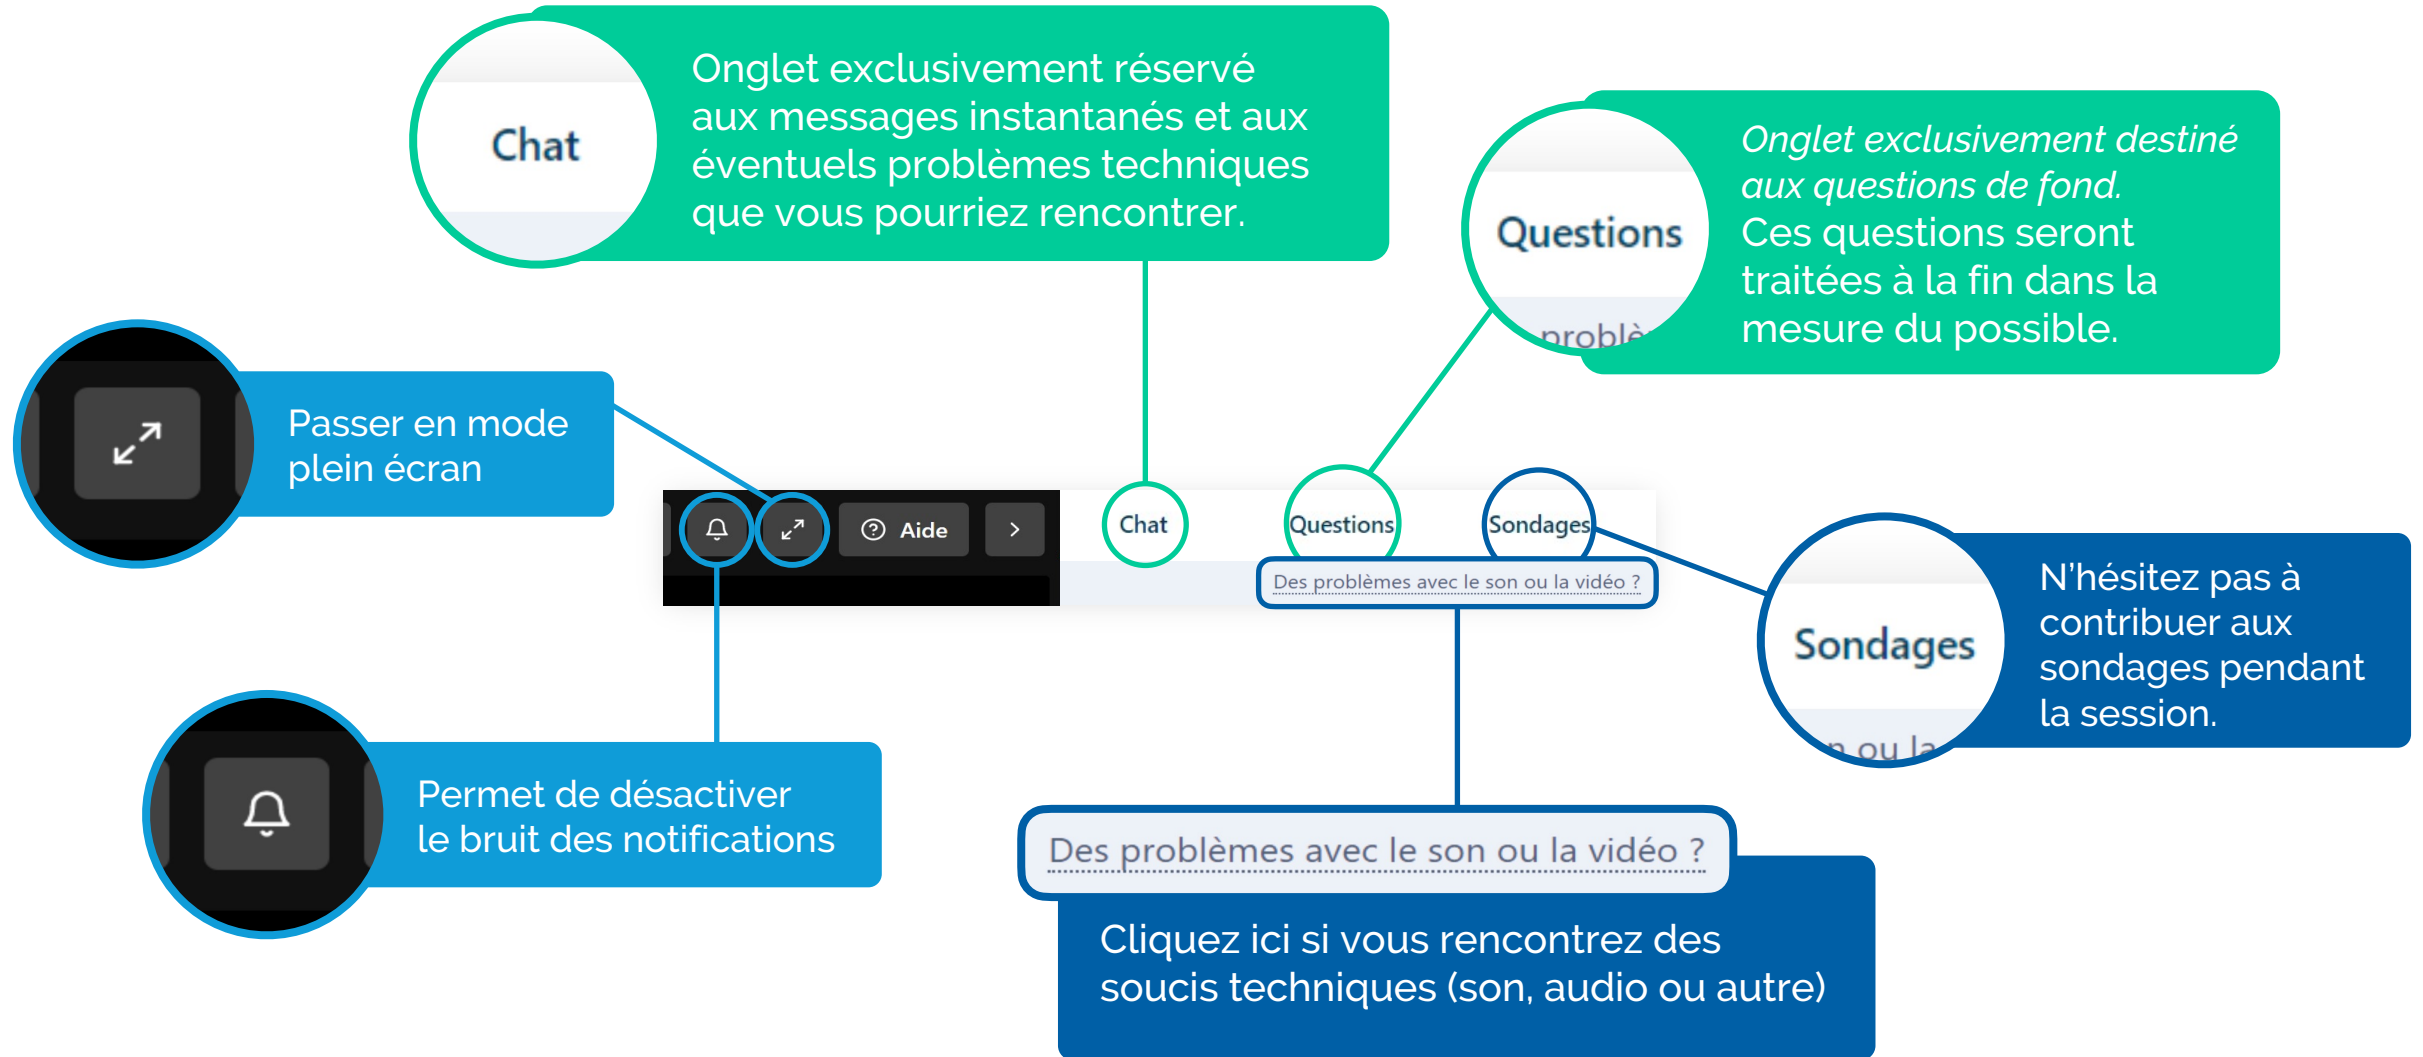 Chat
Onglet exclusivement réservé
aux messages instantanés et aux
éventuels problèmes techniques
que vous pourriez rencontrer.
Questions
problè
Onglet exclusivement destiné
aux questions de fond.
Ces questions seront
traitées à la fin dans la
mesure du possible.
Passer en mode
plein écran
Aide
Chat
Questions
Sondages
Des problèmes avec le son ou la vidéo ?
Sondages
n ou la
N'hésitez pas à
contribuer aux
sondages pendant
la session.
Permet de désactiver
le bruit des notifications
Des problèmes avec le son ou la vidéo ?
Cliquez ici si vous rencontrez des
soucis techniques (son, audio ou autre)